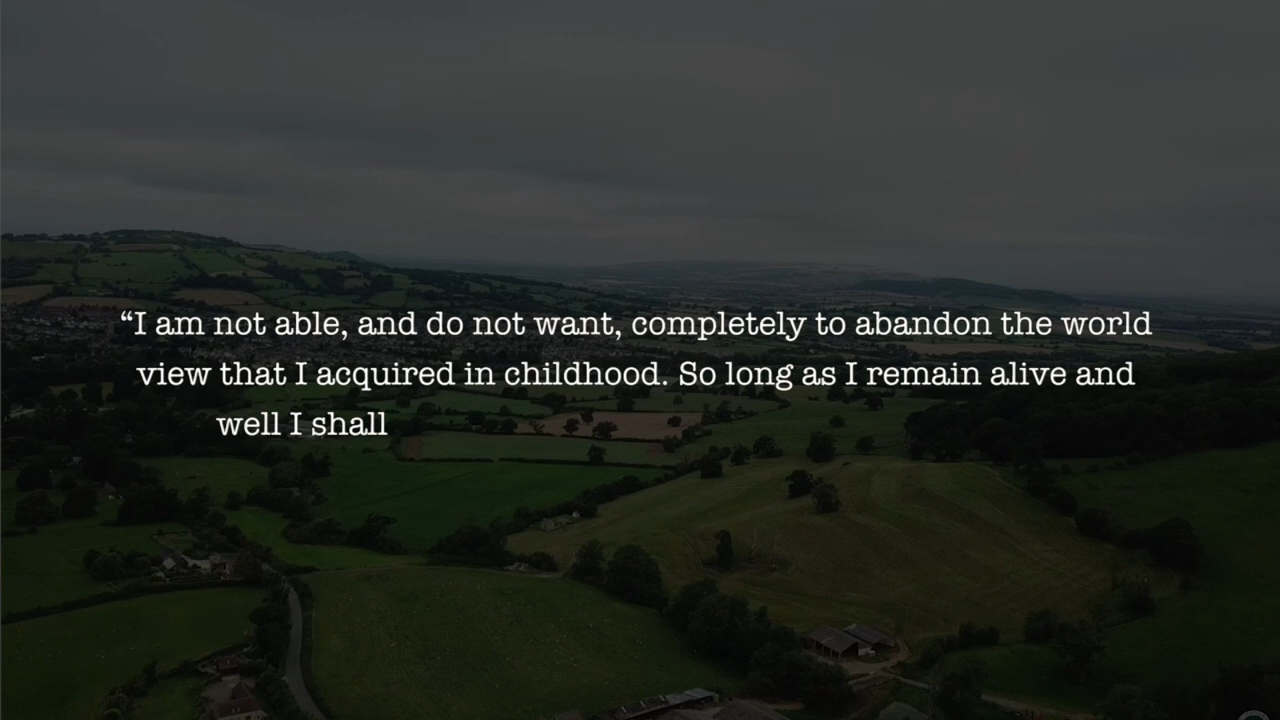 “I am not able, and do not want, completely to abandon the world
view that I acquired in childhood. So long as I remain alive and
well I shall